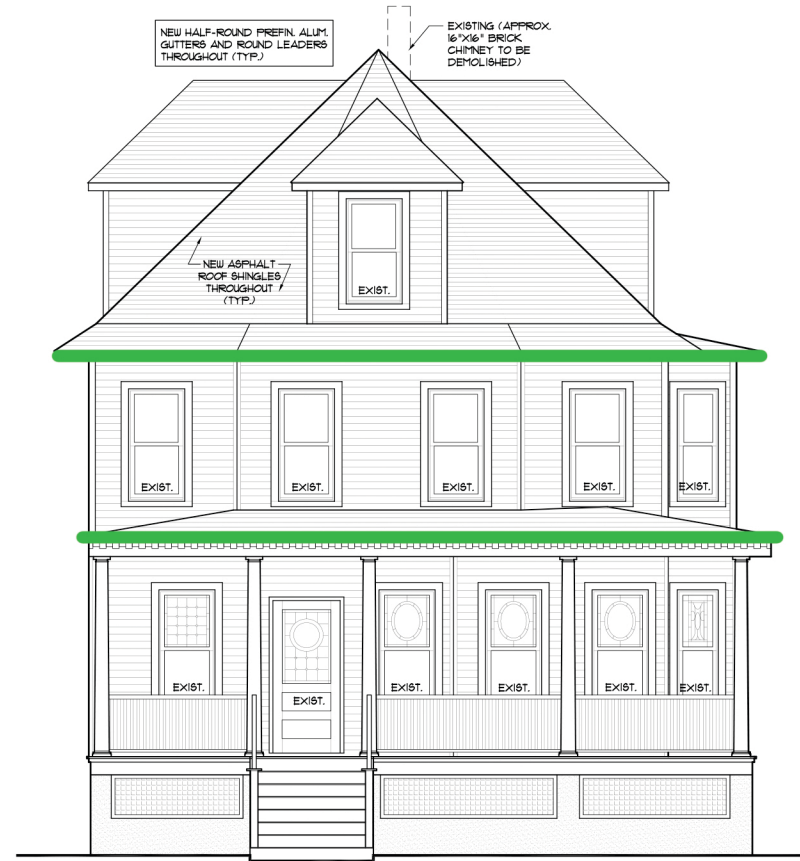 NEW HALF-ROUND PREFIN. ALUM.
GUTTERS AND ROUND LEADERS
THROUGHOUT (TYP.)
EXISTING (APPROX.
16"X16" BRICK
CHIMNEY TO BE
DEMOLISHED)
NEW ASPHALT
ROOF SHINGLES
THROUGHOUT
(TYP.)
EXIST.
EXIST.
EXIST.
EXIST.
EXIST.
EXIST.
EXIST.
EXIST.
EXIST.
EXIST.
EXIST.
EXIST.